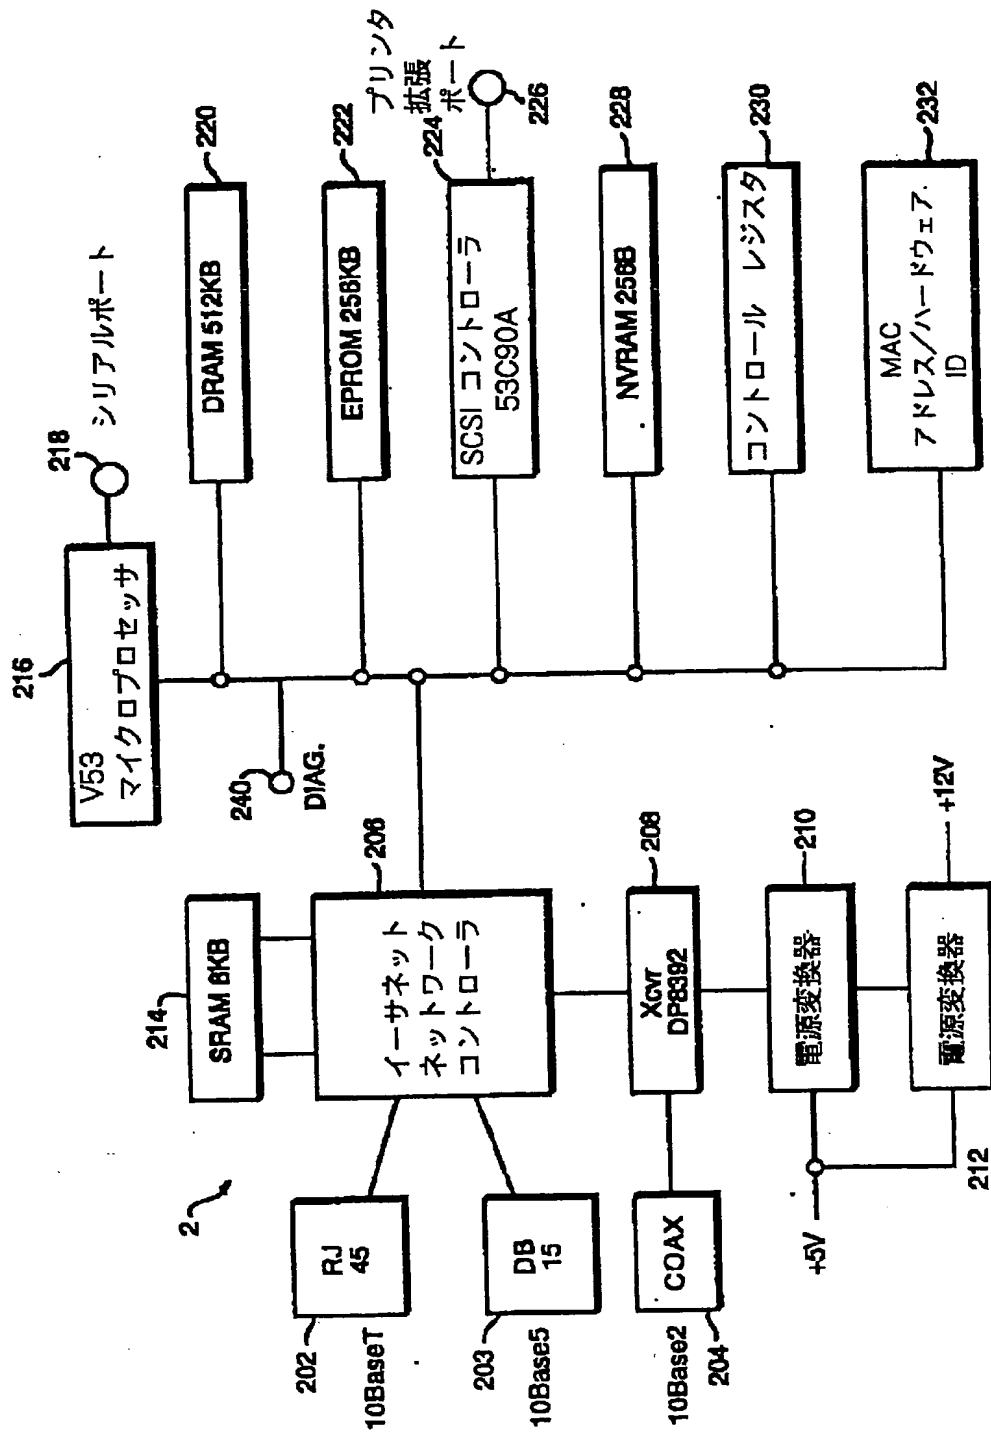 216
V53
マイクロプロセッサ
218
シリアルポート
220
DRAM 512KB
222
EPROM 256KB
プリンタ
拡張
ポート
224
SCSI コントローラ
53C90A
226
228
NVRAM 256B
230
コントロール レジスタ
232
MAC
アドレス/ハードウェア
ID
240
DIAG.
2
214
SRAM 8KB
206
イーサネット
ネットワーク
コントローラ
202
RJ
45
10BaseT
203
DB
15
10Base5
204
COAX
10Base2
208
Xcvr
DP8392
210
電源変換器
+5V
212
電源変換器
+12V